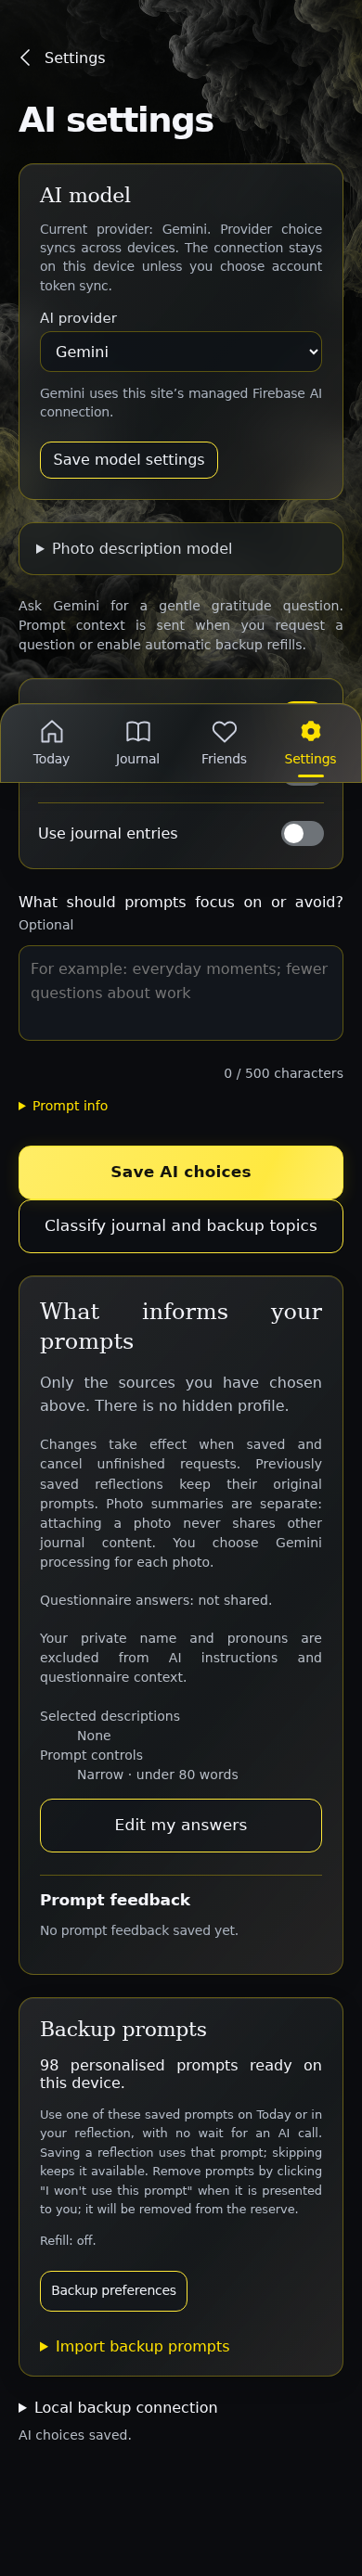 Settings
AI settings
AI model
Current provider: Gemini. Provider choice
syncs across devices. The connection stays
on this device unless you choose account
token sync.
AI provider
Gemini
Gemini uses this site’s managed Firebase AI
connection.
Save model settings
Photo description model
Ask Gemini for a gentle gratitude question.
Prompt context is sent when you request a
question or enable automatic backup refills.
Today
Journal
Friends
Settings
Use journal entries
What should prompts focus on or avoid?
Optional
For example: everyday moments; fewer
questions about work
0 / 500 characters
Prompt info
Save AI choices
Classify journal and backup topics
What informs your
prompts
Only the sources you have chosen
above. There is no hidden profile.
Changes take effect when saved and
cancel unfinished requests. Previously
saved reflections keep their original
prompts. Photo summaries are separate:
attaching a photo never shares other
journal content. You choose Gemini
processing for each photo.
Questionnaire answers: not shared.
Your private name and pronouns are
excluded from AI instructions and
questionnaire context.
Selected descriptions
None
Prompt controls
Narrow · under 80 words
Edit my answers
Prompt feedback
No prompt feedback saved yet.
Backup prompts
98 personalised prompts ready on
this device.
Use one of these saved prompts on Today or in
your reflection, with no wait for an AI call.
Saving a reflection uses that prompt; skipping
keeps it available. Remove prompts by clicking
"I won't use this prompt" when it is presented
to you; it will be removed from the reserve.
Refill: off.
Backup preferences
Import backup prompts
Local backup connection
AI choices saved.